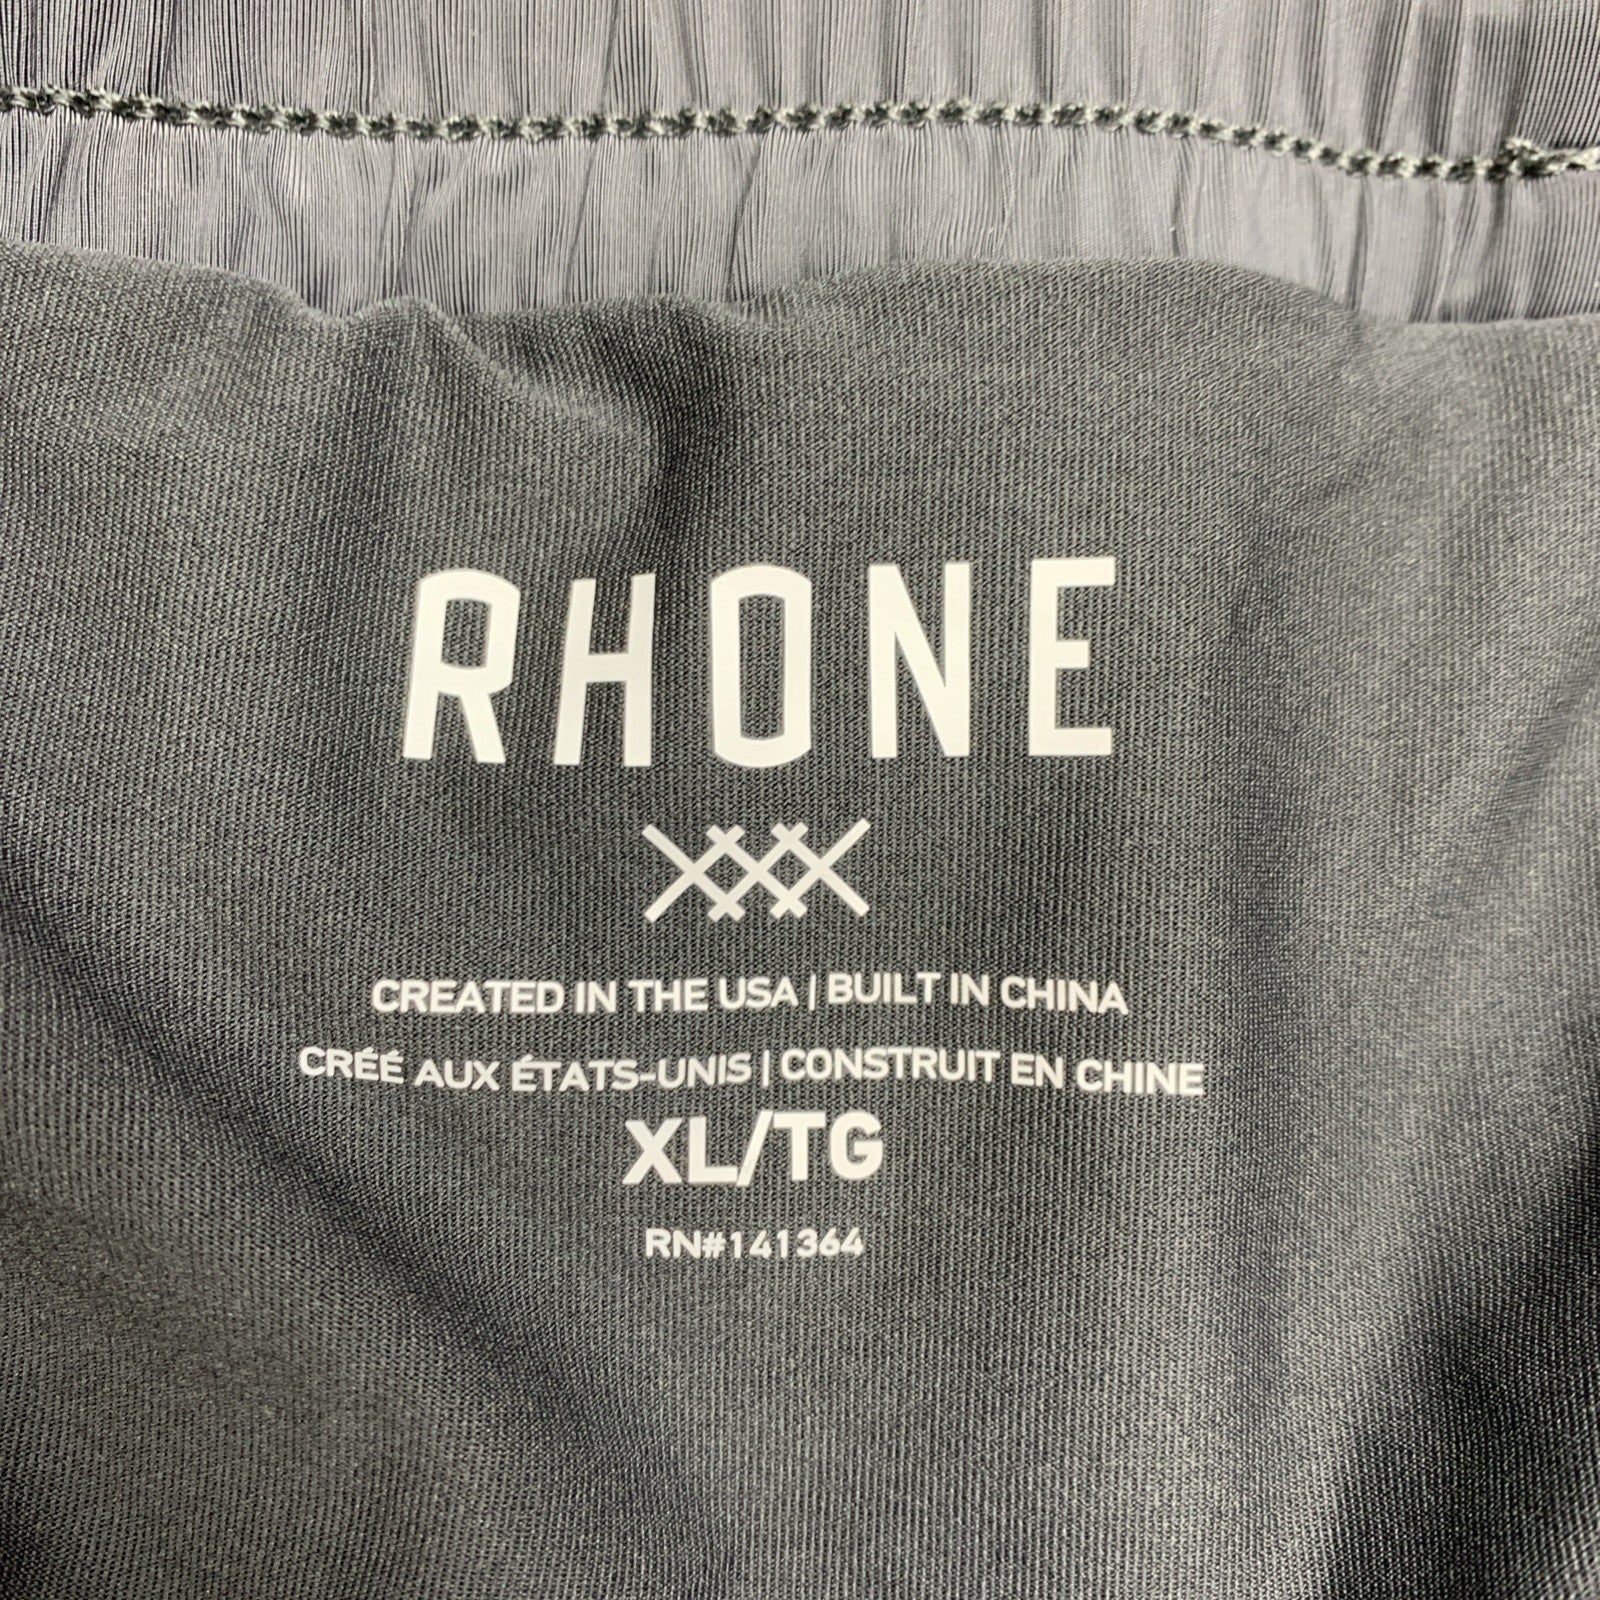 RHONE
CREATED IN THE USA | BUILT IN CHINA
CRÉÉ AUX ÉTATS-UNIS | CONSTRUIT EN CHINE
XL/TG
RN#141364